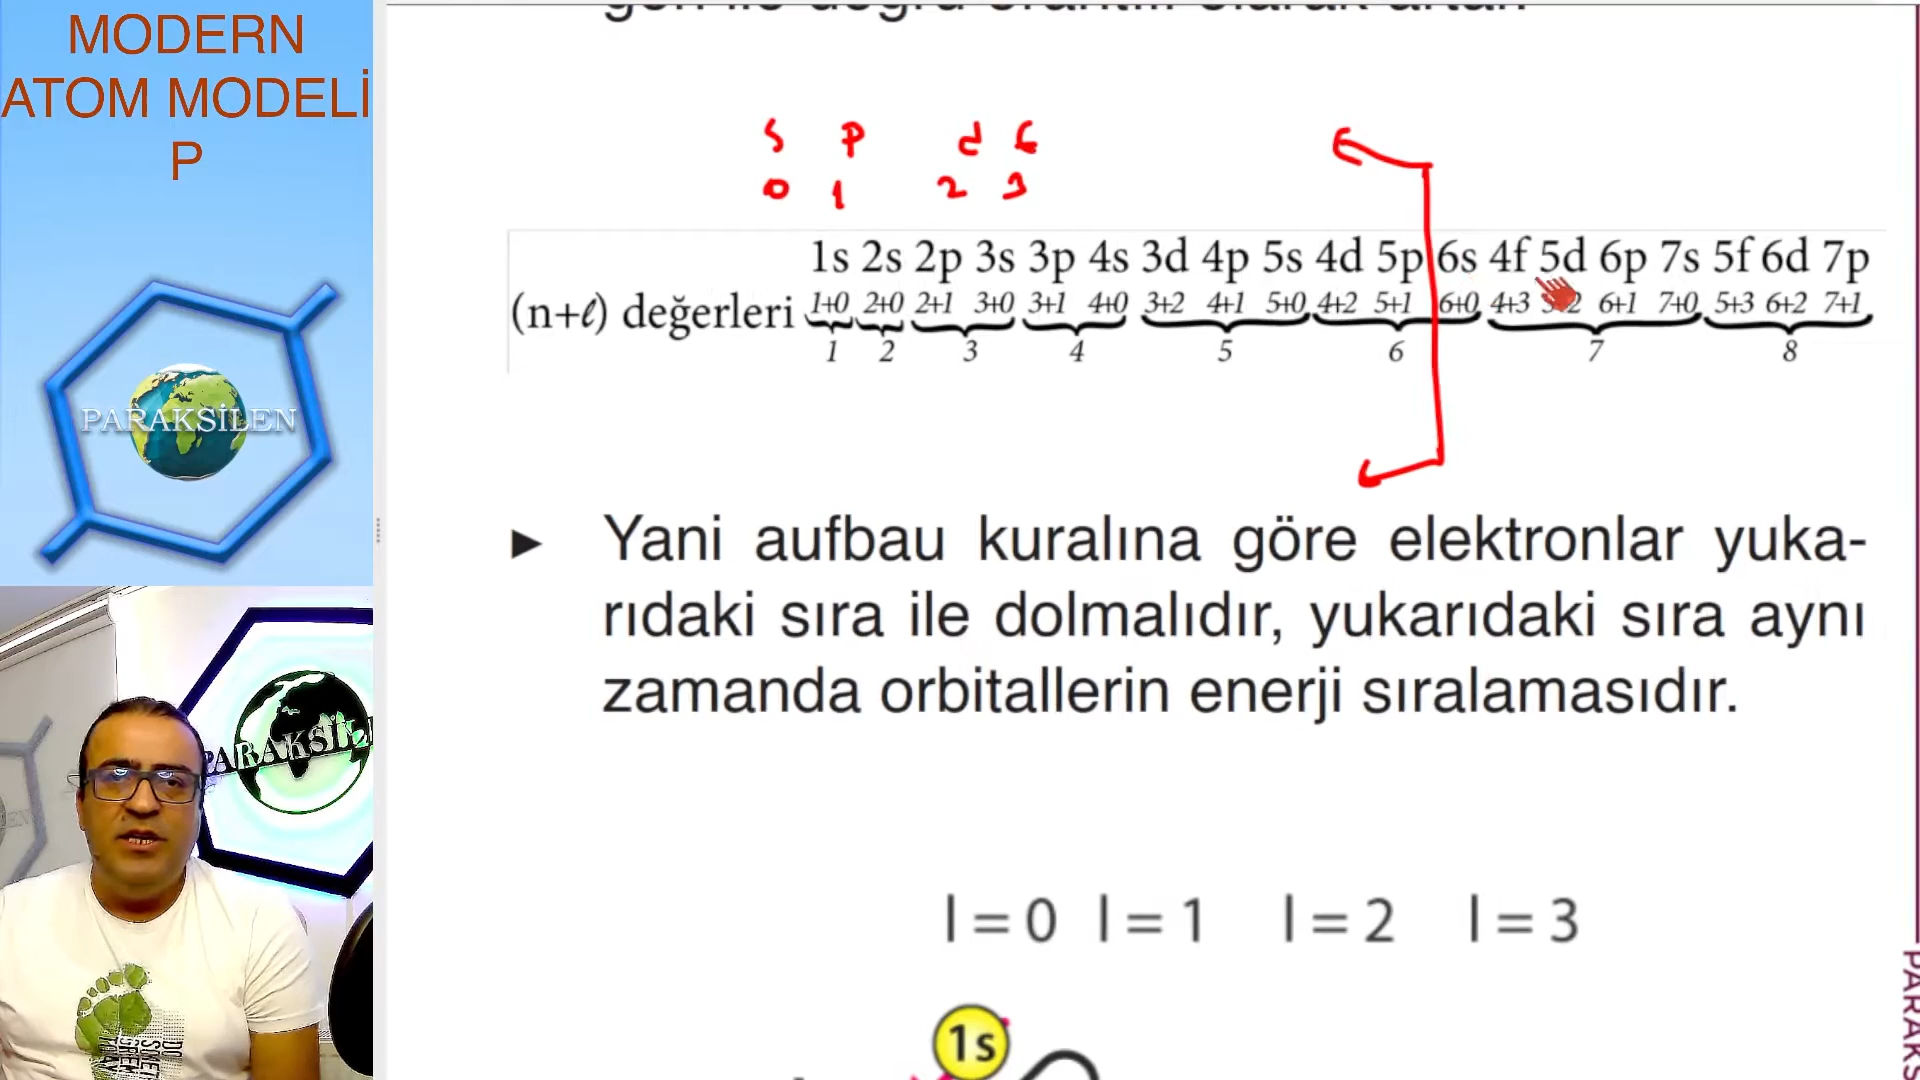 MODERN
ATOM MODELİ
P
PARAKSİLEN
s p d f
0 1 2 3
1s 2s 2p 3s 3p 4s 3d 4p 5s 4d 5p 6s 4f 5d 6p 7s 5f 6d 7p
(n+ℓ) değerleri 1+0 2+0 2+1 3+0 3+1 4+0 3+2 4+1 5+0 4+2 5+1 6+0 4+3 6+1 7+0 5+3 6+2 7+1
1 2 3 4 5 6 7 8
► Yani aufbau kuralına göre elektronlar yuka-
rıdaki sıra ile dolmalıdır, yukarıdaki sıra aynı
zamanda orbitallerin enerji sıralamasıdır.
l = 0 l = 1 l = 2 l = 3
1s